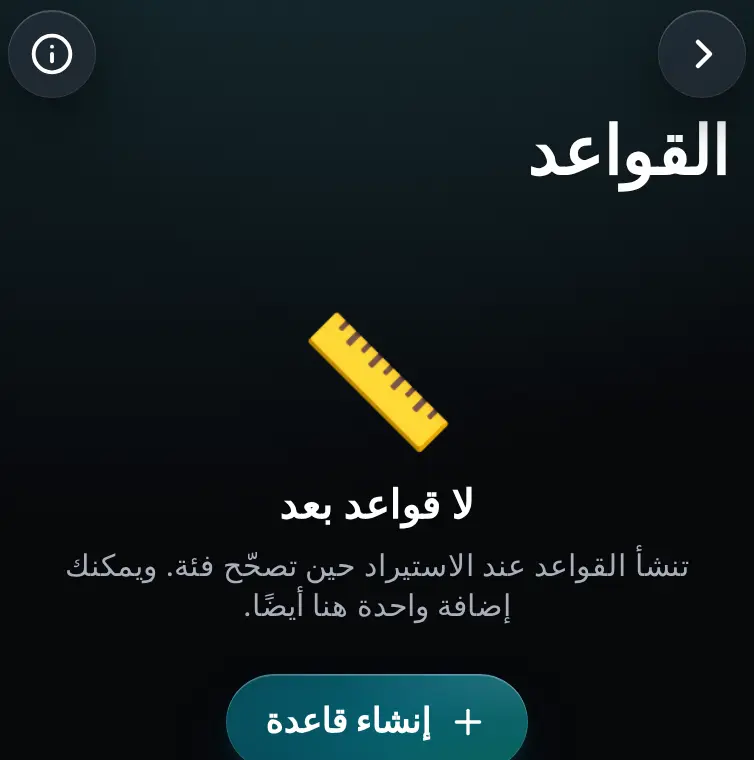 القواعد
لا قواعد بعد
تنشأ القواعد عند الاستيراد حين تصحّح فئة. ويمكنك
إضافة واحدة هنا أيضًا.
إنشاء قاعدة